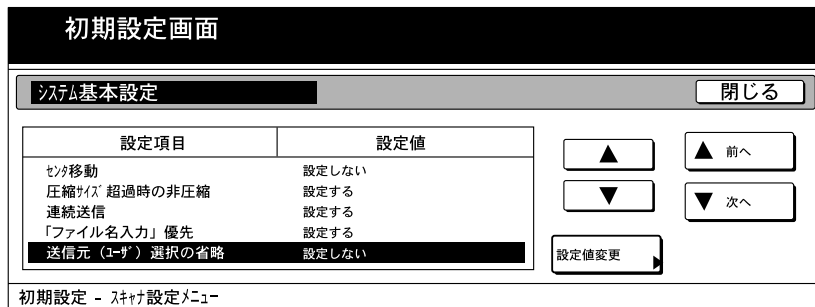 初期設定画面
ｼｽﾃﾑ基本設定
閉じる
設定項目 設定値
ｾﾝﾀ移動 設定しない
圧縮ｻｲｽﾞ超過時の非圧縮 設定する
連続送信 設定する
「ファイル名入力」優先 設定する
送信元（ﾕｰｻﾞ）選択の省略 設定しない
▲
▼
▲ 前へ
▼ 次へ
設定値変更
初期設定 - ｽｷｬﾅ設定ﾒﾆｭｰ